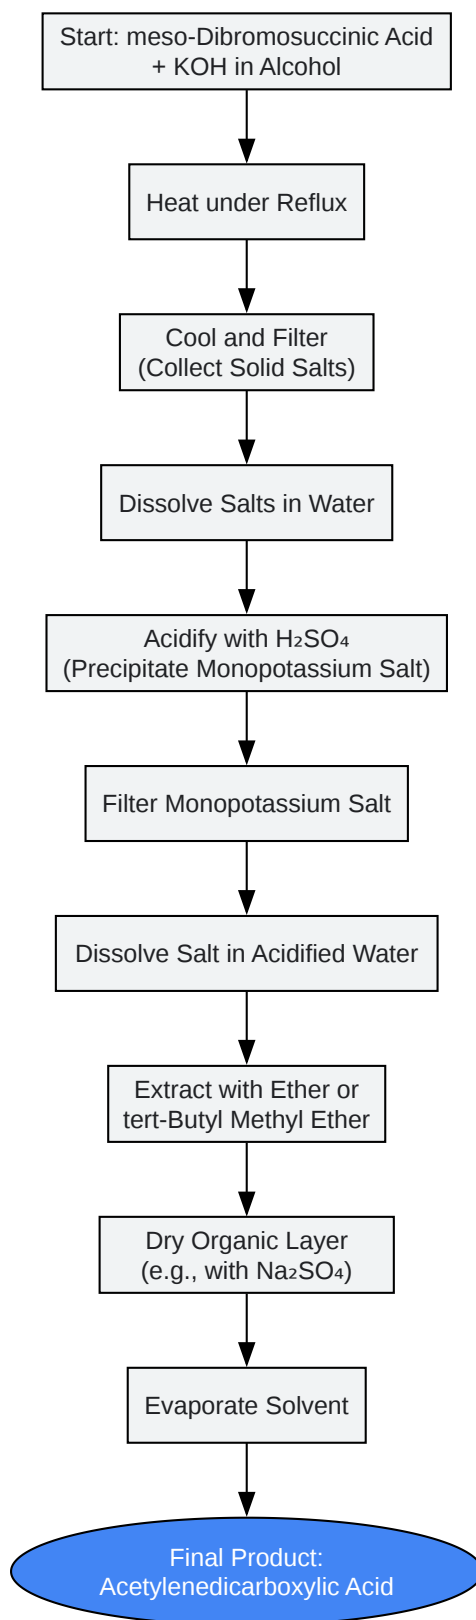 Start: meso-Dibromosuccinic Acid
+ KOH in Alcohol
Heat under Reflux
Cool and Filter
(Collect Solid Salts)
Dissolve Salts in Water
Acidify with H₂SO₄
(Precipitate Monopotassium Salt)
Filter Monopotassium Salt
Dissolve Salt in Acidified Water
Extract with Ether or
tert-Butyl Methyl Ether
Dry Organic Layer
(e.g., with Na₂SO₄)
Evaporate Solvent
Final Product:
Acetylenedicarboxylic Acid